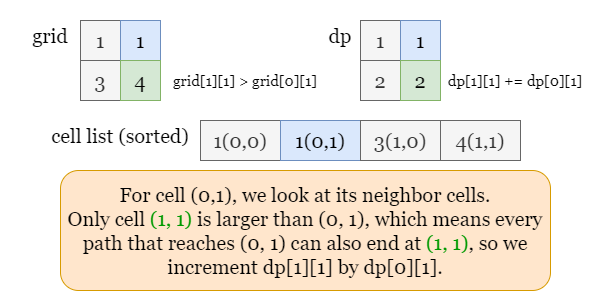 grid
1 1
3 4
grid[1][1] > grid[0][1]
dp
1 1
2 2
dp[1][1] += dp[0][1]
cell list (sorted)
1(0,0) 1(0,1) 3(1,0) 4(1,1)
For cell (0,1), we look at its neighbor cells.
Only cell (1, 1) is larger than (0, 1), which means every
path that reaches (0, 1) can also end at (1, 1), so we
increment dp[1][1] by dp[0][1].